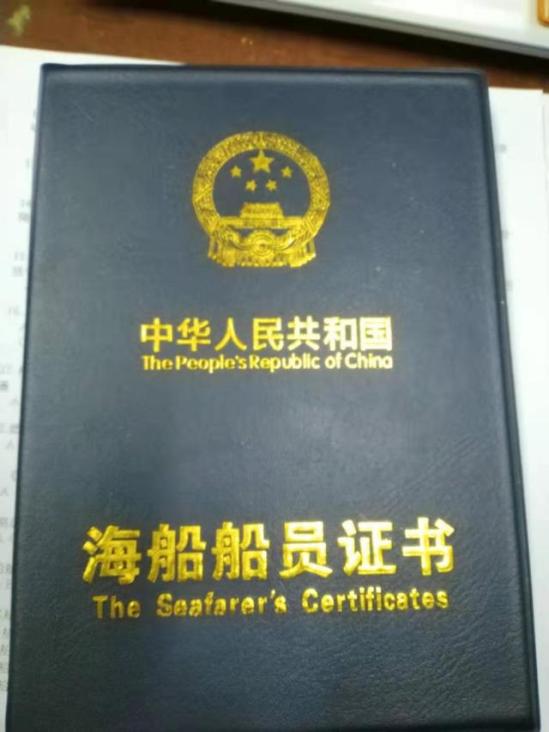 中华人民共和国
The People's Republic of China
海船船员证书
The Seafarer's Certificates